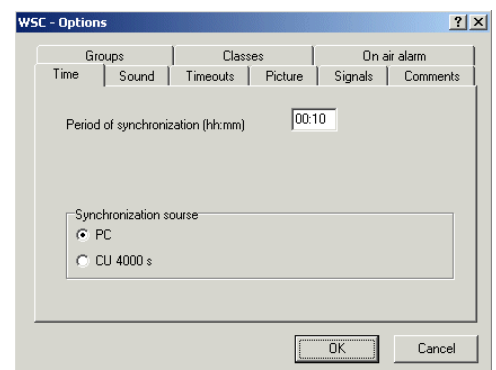 WSC - Options
Groups Classes On air alarm
Time Sound Timeouts Picture Signals Comments
Period of synchronization (hh:mm) 00:10
Synchronization sourse
PC
CU 4000 s
OK Cancel